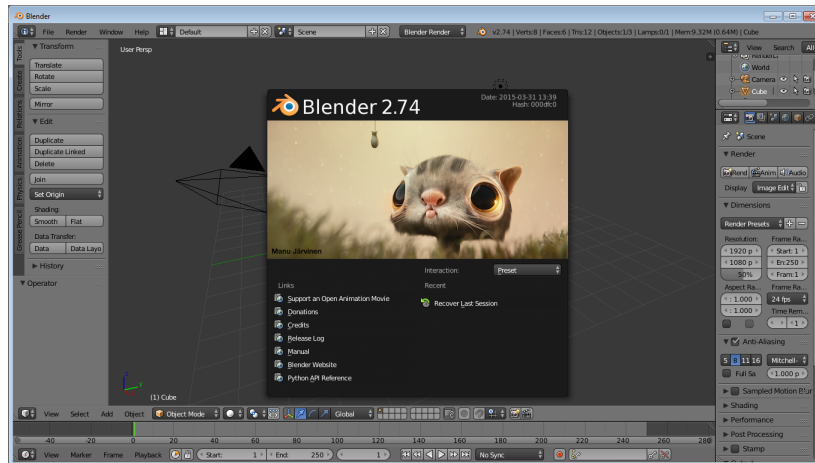 Blender
File Render Window Help Default Scene Blender Render v2.74 | Verts:8 | Faces:6 | Tris:12 | Objects:1/3 | Lamps:0/1 | Mem:9.32M (0.64M) | Cube
Tools
Create
Relations
Animation
Physics
Grease Pencil
Transform
Translate
Rotate
Scale
Mirror
Edit
Duplicate
Duplicate Linked
Delete
Join
Set Origin
Shading:
Smooth Flat
Data Transfer:
Data Data Layo
History
Operator
User Persp
Blender 2.74
Date: 2015-03-31 13:39
Hash: 000dfc0
Manu Järvinen
Interaction: Preset
Links
Support an Open Animation Movie
Donations
Credits
Release Log
Manual
Blender Website
Python API Reference
Recent
Recover Last Session
z
y
(1) Cube
View Select Add Object Object Mode Global
-40 -20 0 20 40 60 80 100 120 140 160 180 200 220 240 260 280
View Marker Frame Playback Start: 1 End: 250 1 No Sync
View Search All
World
Camera
Cube
Scene
Render
Rend Anim Audio
Display Image Edit
Dimensions
Render Presets
Resolution: Frame Ra...
1920 p Start: 1
1080 p En:250
50% Fram:1
Aspect Ra... Frame Ra...
: 1.000 24 fps
: 1.000 Time Rem...
1
Anti-Aliasing
5 8 11 16 Mitchell-
Full Sa 1.000 p
Sampled Motion Blur
Shading
Performance
Post Processing
Stamp